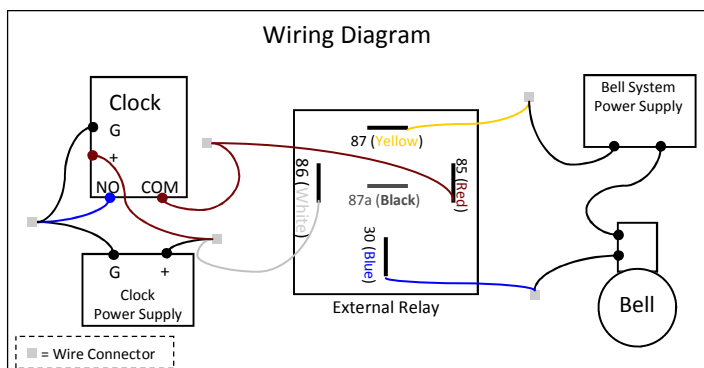 Wiring Diagram
Clock
G
+
NO
COM
G
+
Clock
Power Supply
= Wire Connector
87 (Yellow)
86 (White)
85 (Red)
87a (Black)
30 (Blue)
External Relay
Bell System
Power Supply
Bell